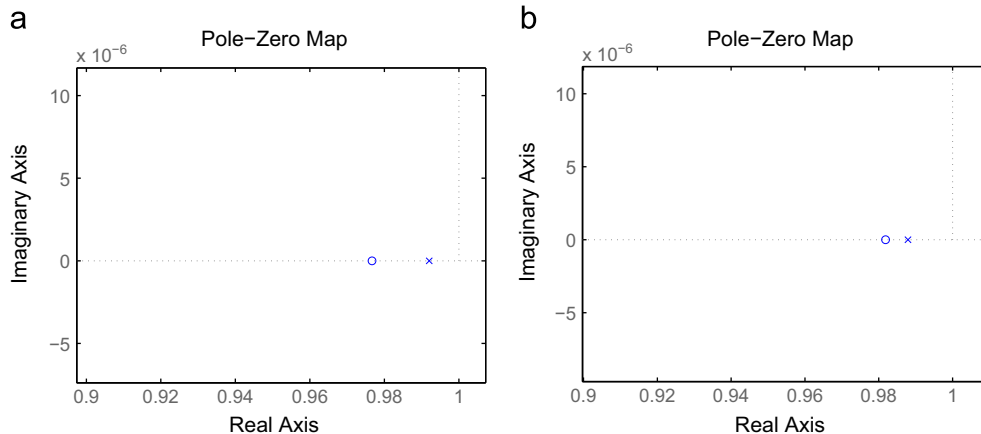 a
Pole−Zero Map
x 10⁻⁶
10
5
0
−5
Imaginary Axis
0.9 0.92 0.94 0.96 0.98 1
Real Axis
b
Pole−Zero Map
x 10⁻⁶
10
5
0
−5
Imaginary Axis
0.9 0.92 0.94 0.96 0.98 1
Real Axis